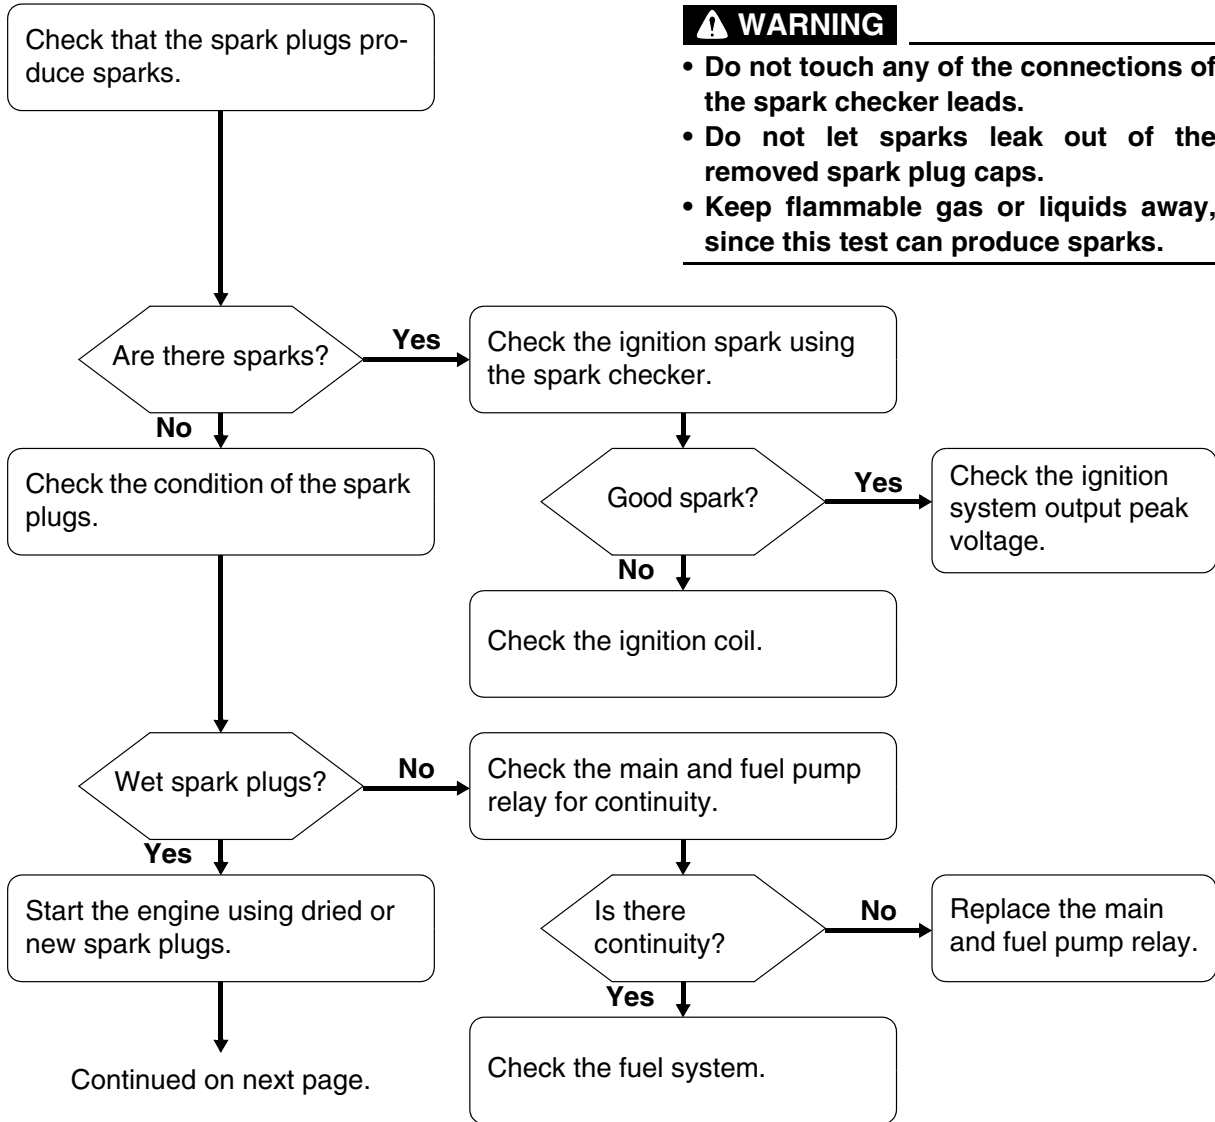 Check that the spark plugs pro-
duce sparks.
WARNING
• Do not touch any of the connections of
the spark checker leads.
• Do not let sparks leak out of the
removed spark plug caps.
• Keep flammable gas or liquids away,
since this test can produce sparks.
Are there sparks?
Yes
Check the ignition spark using
the spark checker.
No
Check the condition of the spark
plugs.
Good spark?
Yes
Check the ignition
system output peak
voltage.
No
Check the ignition coil.
Wet spark plugs?
No
Check the main and fuel pump
relay for continuity.
Yes
Start the engine using dried or
new spark plugs.
Is there
continuity?
No
Replace the main
and fuel pump relay.
Yes
Check the fuel system.
Continued on next page.